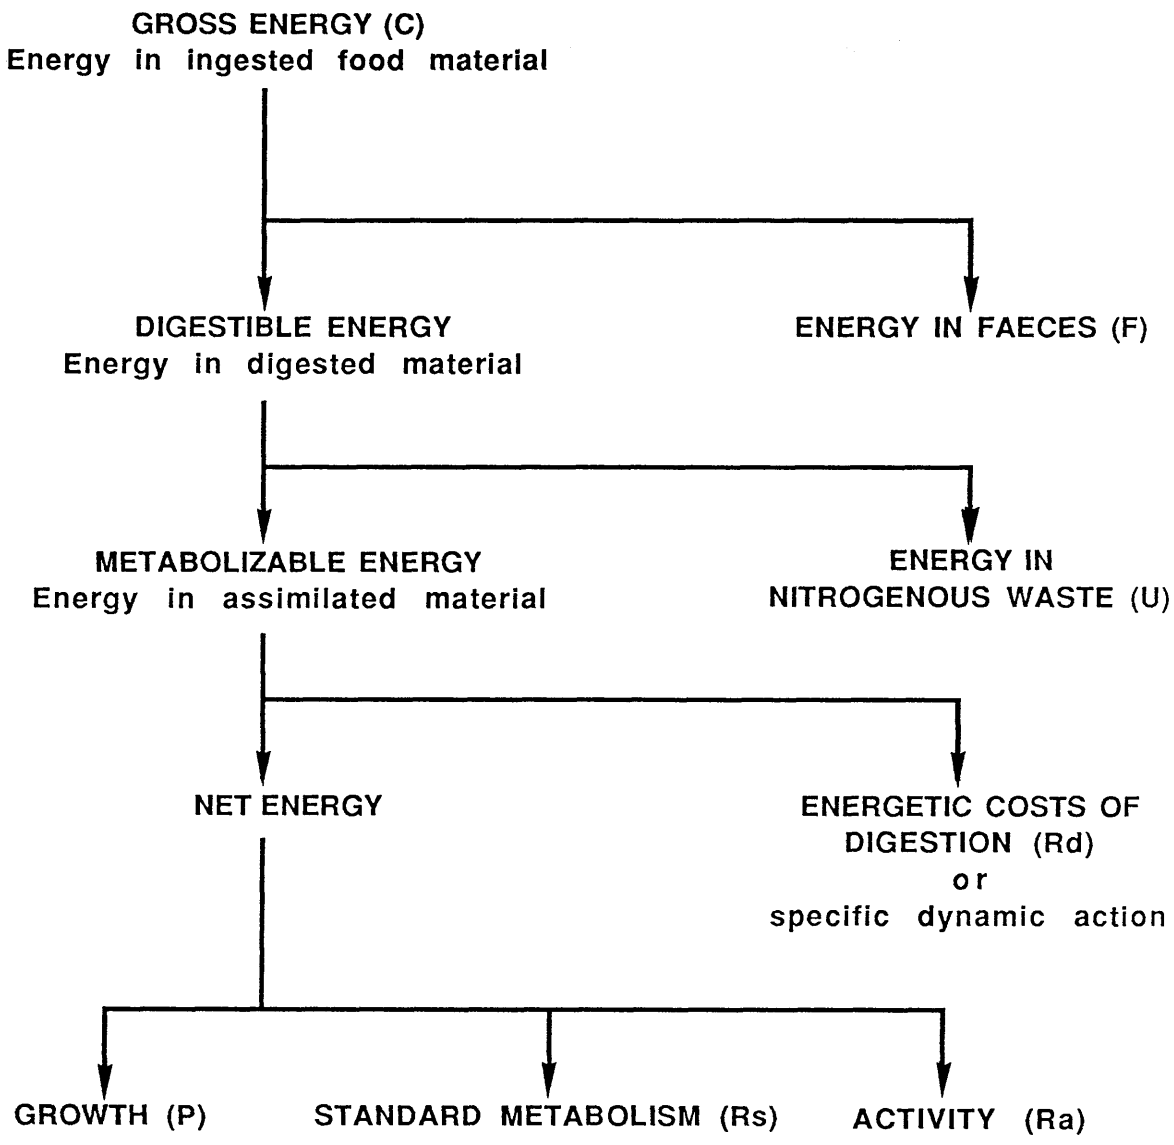 GROSS ENERGY (C)
Energy in ingested food material
DIGESTIBLE ENERGY
Energy in digested material
ENERGY IN FAECES (F)
METABOLIZABLE ENERGY
Energy in assimilated material
ENERGY IN
NITROGENOUS WASTE (U)
NET ENERGY
ENERGETIC COSTS OF
DIGESTION (Rd)
or
specific dynamic action
GROWTH (P)
STANDARD METABOLISM (Rs)
ACTIVITY (Ra)